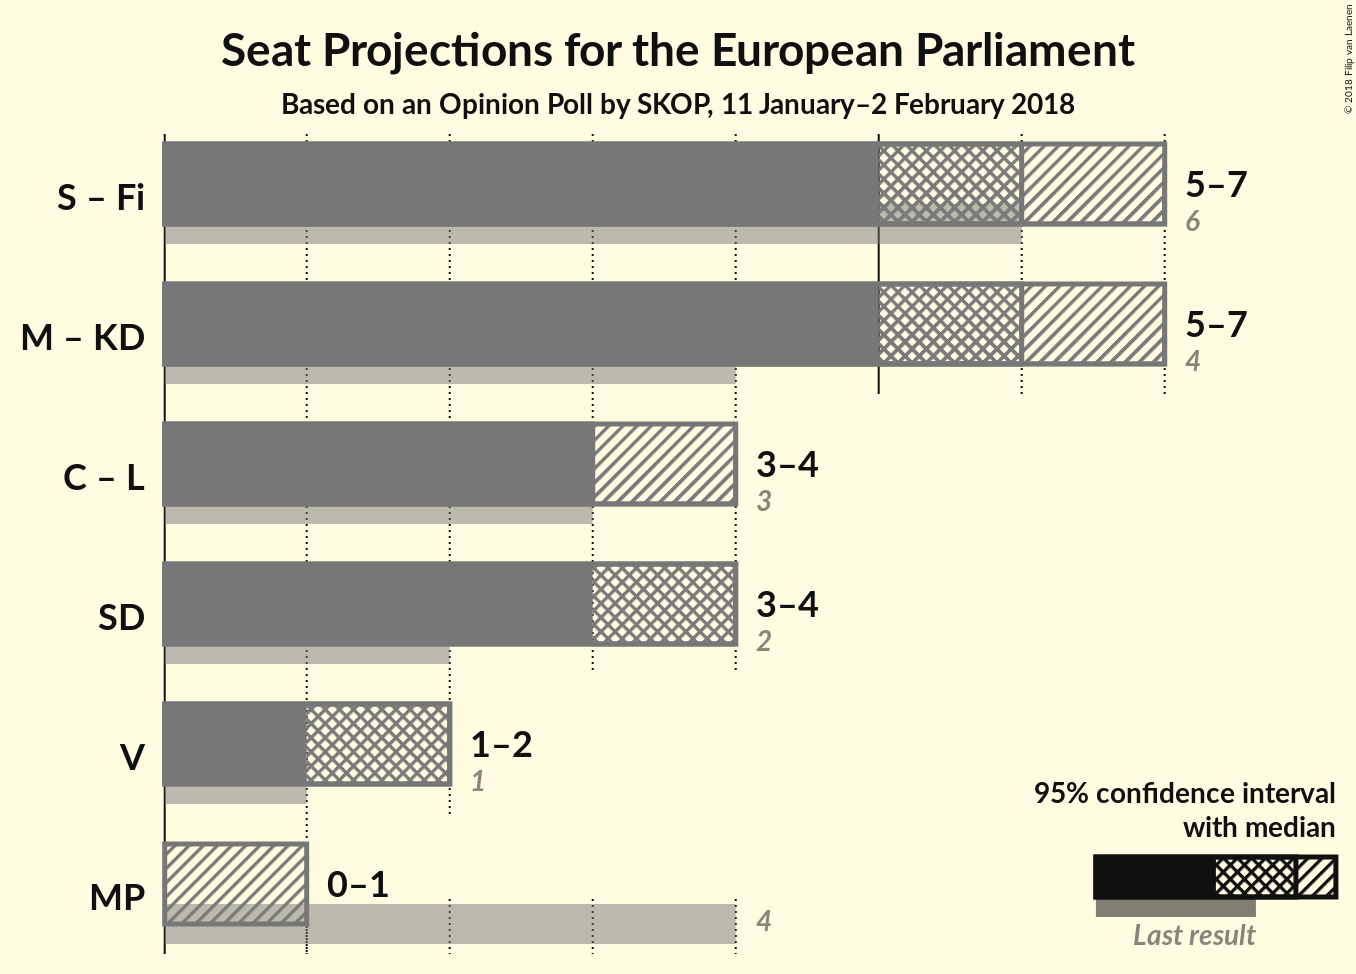 Seat Projections for the European Parliament
Based on an Opinion Poll by SKOP, 11 January–2 February 2018
© 2018 Filip van Laenen
S – Fi
5–7
6
M – KD
5–7
4
C – L
3–4
3
SD
3–4
2
V
1–2
1
MP
0–1
4
95% confidence interval
with median
Last result